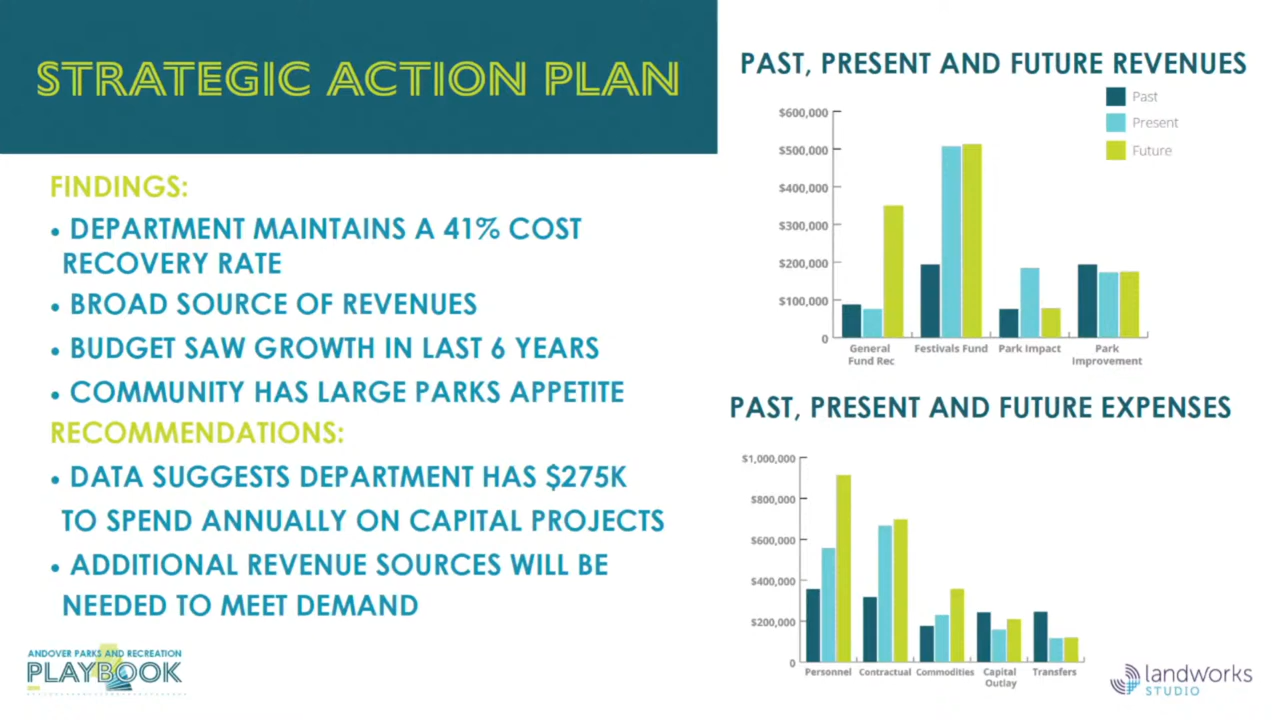 STRATEGIC ACTION PLAN
FINDINGS:
• DEPARTMENT MAINTAINS A 41% COST
RECOVERY RATE
• BROAD SOURCE OF REVENUES
• BUDGET SAW GROWTH IN LAST 6 YEARS
• COMMUNITY HAS LARGE PARKS APPETITE
RECOMMENDATIONS:
• DATA SUGGESTS DEPARTMENT HAS $275K
TO SPEND ANNUALLY ON CAPITAL PROJECTS
• ADDITIONAL REVENUE SOURCES WILL BE
NEEDED TO MEET DEMAND
ANDOVER PARKS AND RECREATION
PLAYBOOK
PAST, PRESENT AND FUTURE REVENUES
Past
Present
Future
$600,000
$500,000
$400,000
$300,000
$200,000
$100,000
0
General Festivals Fund Park Impact Park
Fund Rec Improvement
PAST, PRESENT AND FUTURE EXPENSES
$1,000,000
$800,000
$600,000
$400,000
$200,000
0
Personnel Contractual Commodities Capital Transfers
Outlay
landworks
STUDIO